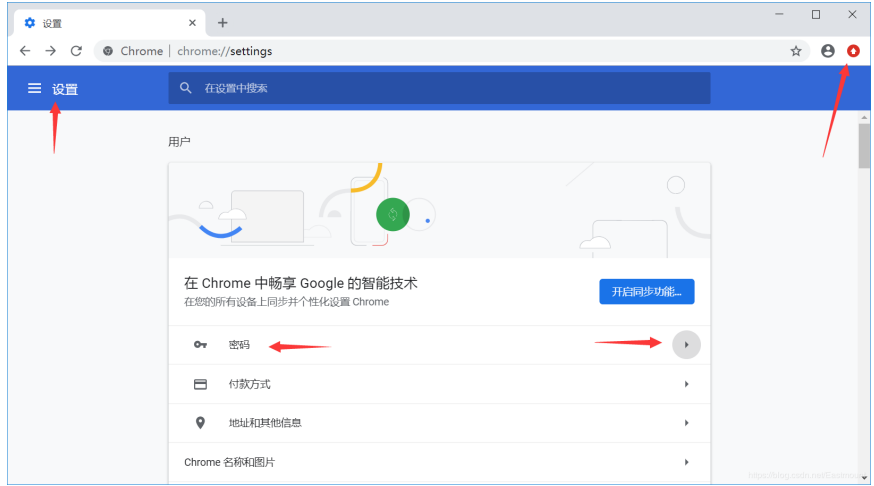 设置
Chrome | chrome://settings
设置
在设置中搜索
用户
在 Chrome 中畅享 Google 的智能技术
在您的所有设备上同步并个性化设置 Chrome
开启同步功能...
密码
付款方式
地址和其他信息
Chrome 名称和图片